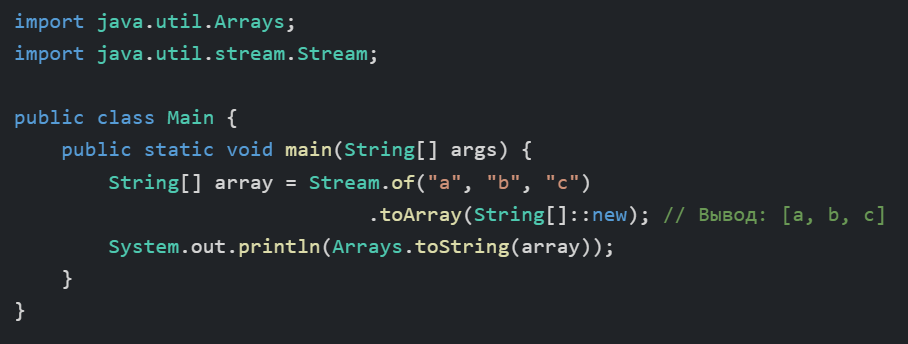 import java.util.Arrays;
import java.util.stream.Stream;
public class Main {
public static void main(String[] args) {
String[] array = Stream.of("a", "b", "c")
.toArray(String[]::new); // Вывод: [a, b, c]
System.out.println(Arrays.toString(array));
}
}